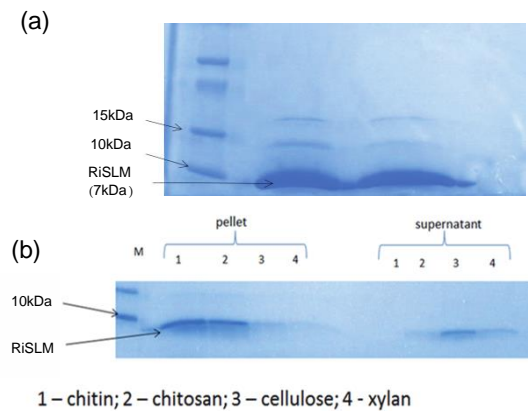 (a)
15kDa
10kDa
RiSLM
(7kDa)
(b)
pellet
supernatant
M
1 2 3 4
1 2 3 4
10kDa
RiSLM
1 – chitin; 2 – chitosan; 3 – cellulose; 4 - xylan